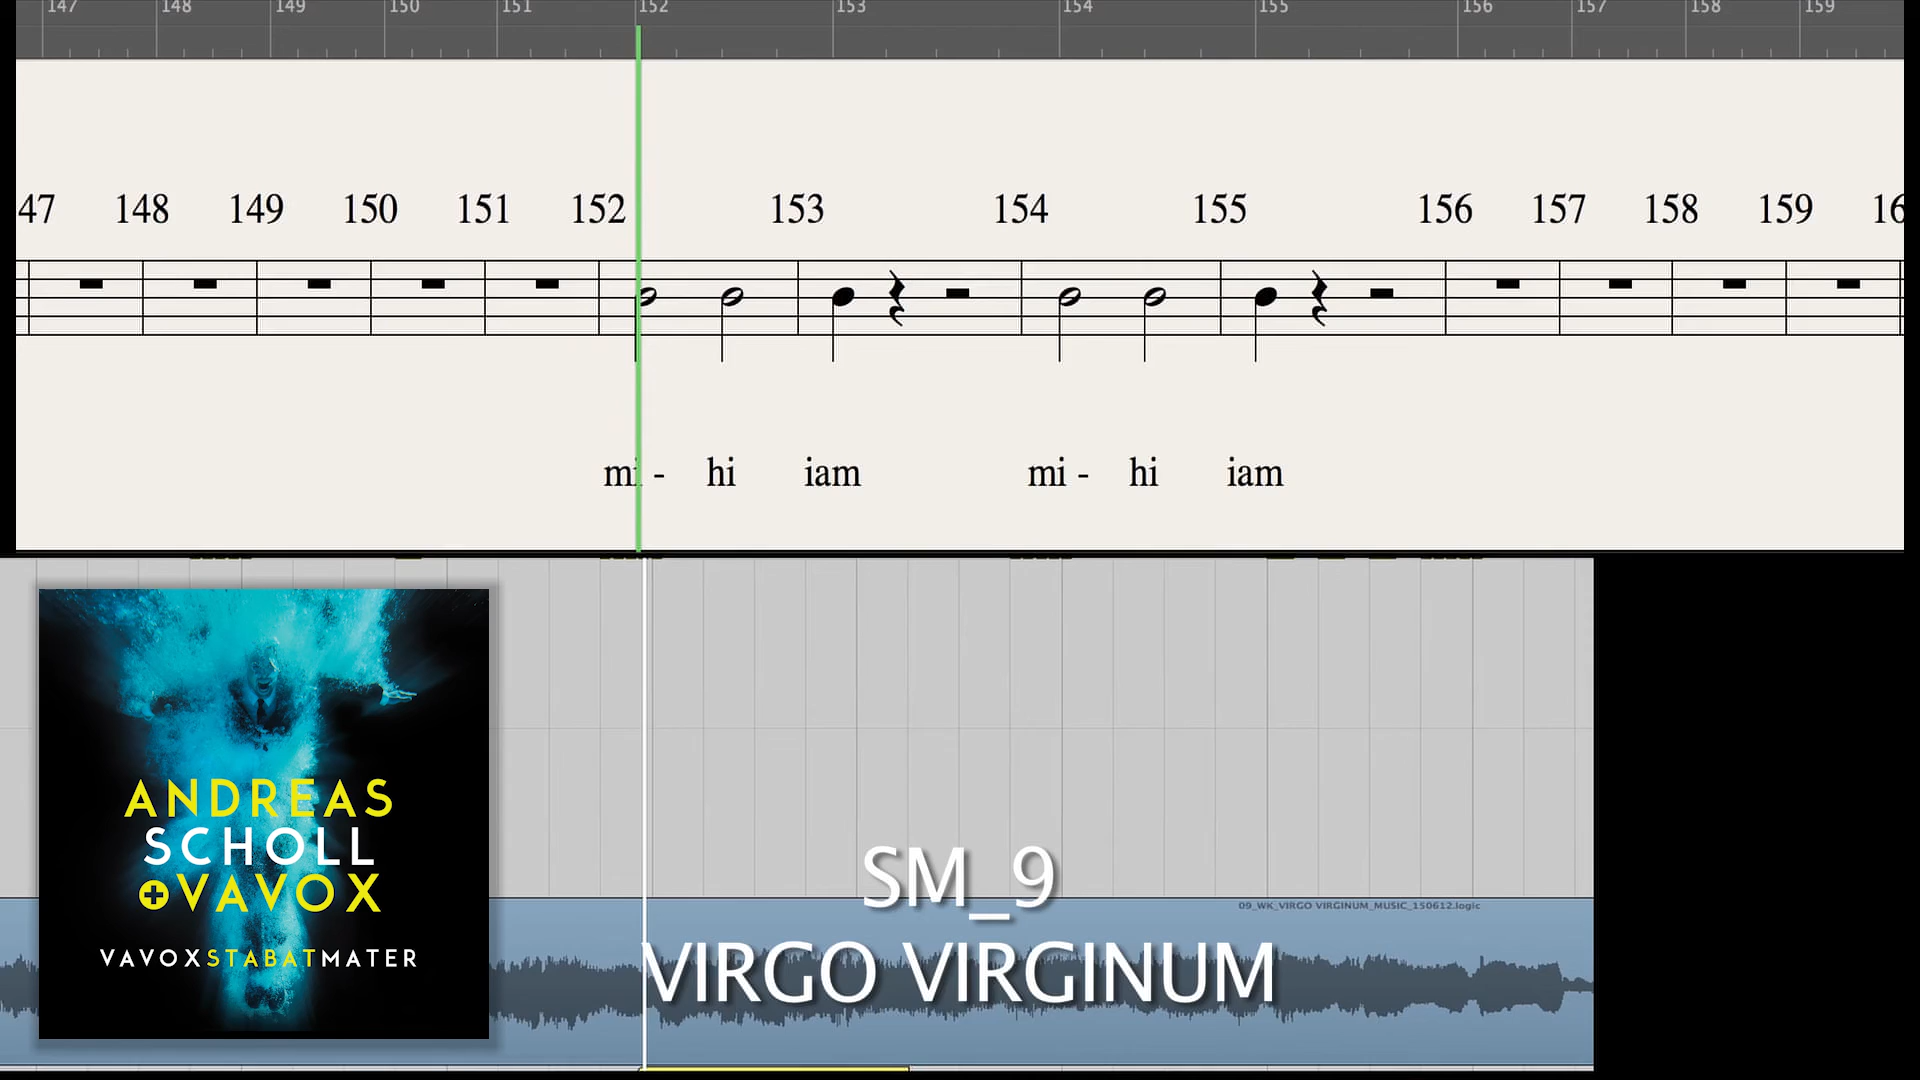 147 148 149 150 151 152 153 154 155 156 157 158 159
47 148 149 150 151 152 153 154 155 156 157 158 159 16
mi - hi iam mi - hi iam
ANDREAS
SCHOLL
+VAVOX
VAVOXSTABATMATER
09_WK_VIRGO VIRGINUM_MUSIC_150612.logic
SM_9
VIRGO VIRGINUM